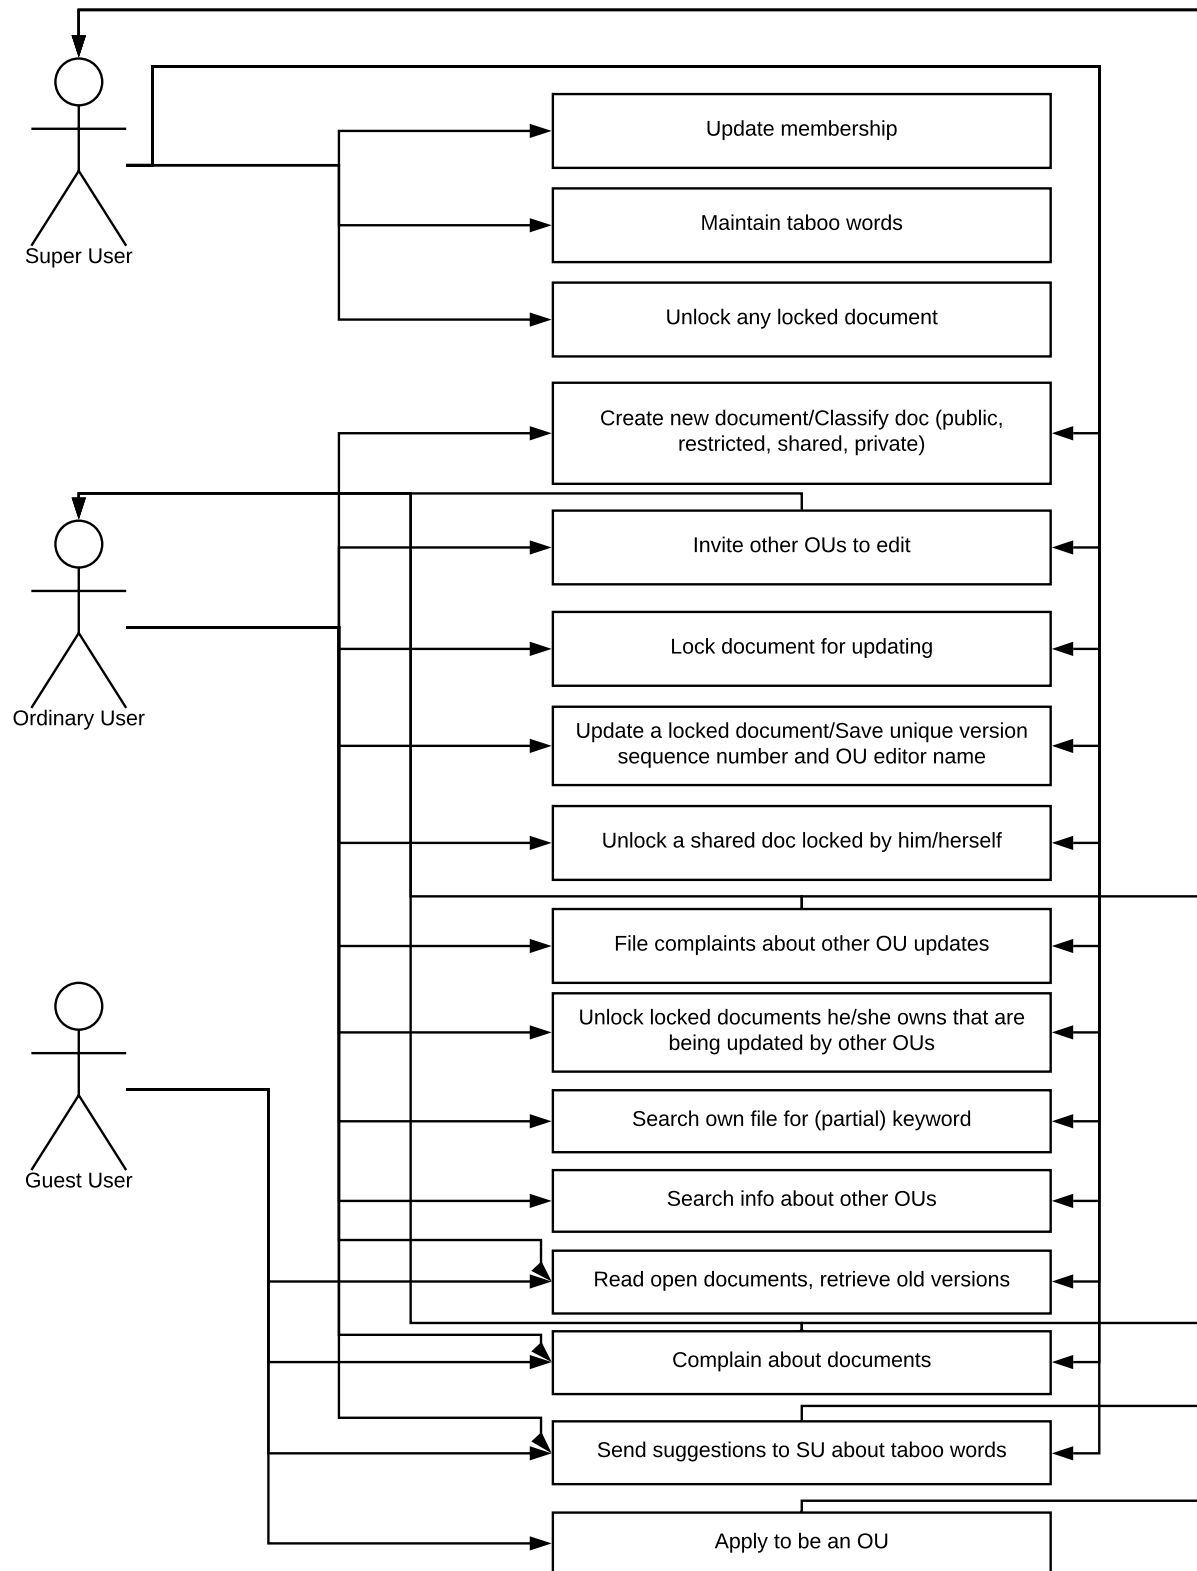 Update membership
Maintain taboo words
Super User
Unlock any locked document
Create new document/Classify doc (public,
restricted, shared, private)
Invite other OUs to edit
Lock document for updating
Ordinary User
Update a locked document/Save unique version
sequence number and OU editor name
Unlock a shared doc locked by him/herself
File complaints about other OU updates
Unlock locked documents he/she owns that are
being updated by other OUs
Search own file for (partial) keyword
Guest User
Search info about other OUs
Read open documents, retrieve old versions
Complain about documents
Send suggestions to SU about taboo words
Apply to be an OU